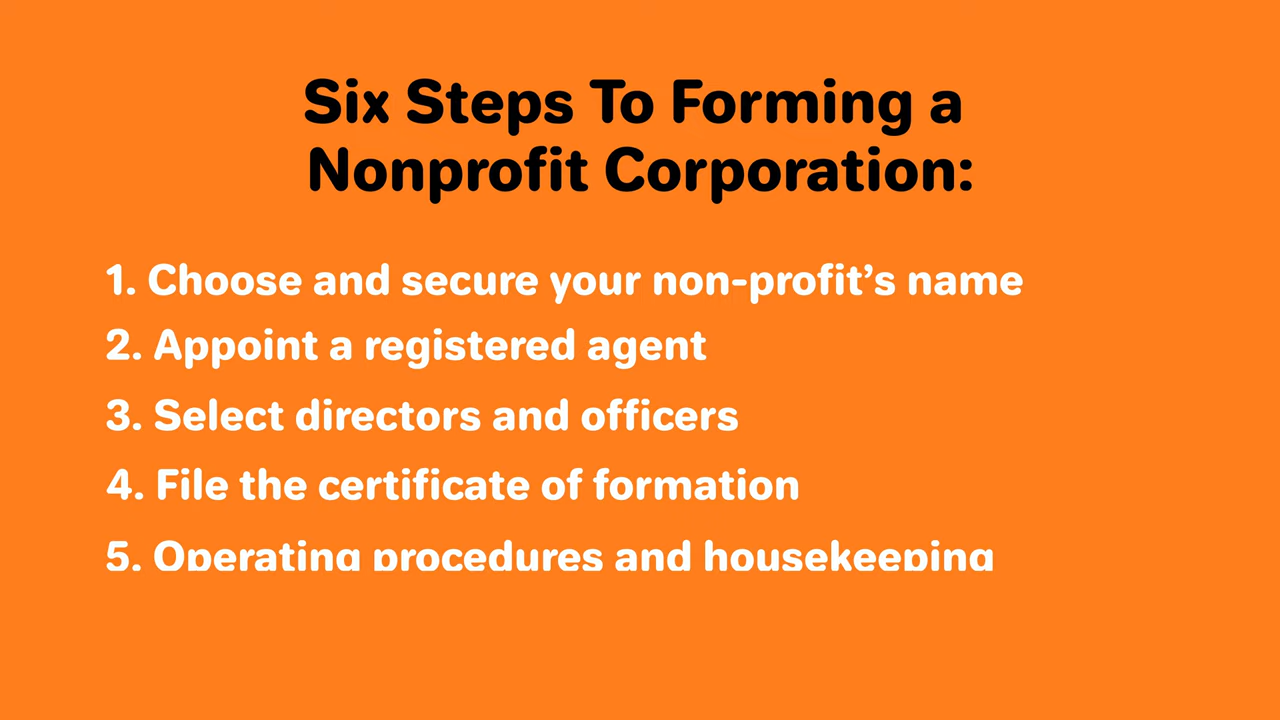 Six Steps To Forming a
Nonprofit Corporation:
1. Choose and secure your non-profit’s name
2. Appoint a registered agent
3. Select directors and officers
4. File the certificate of formation
5. Operating procedures and housekeeping